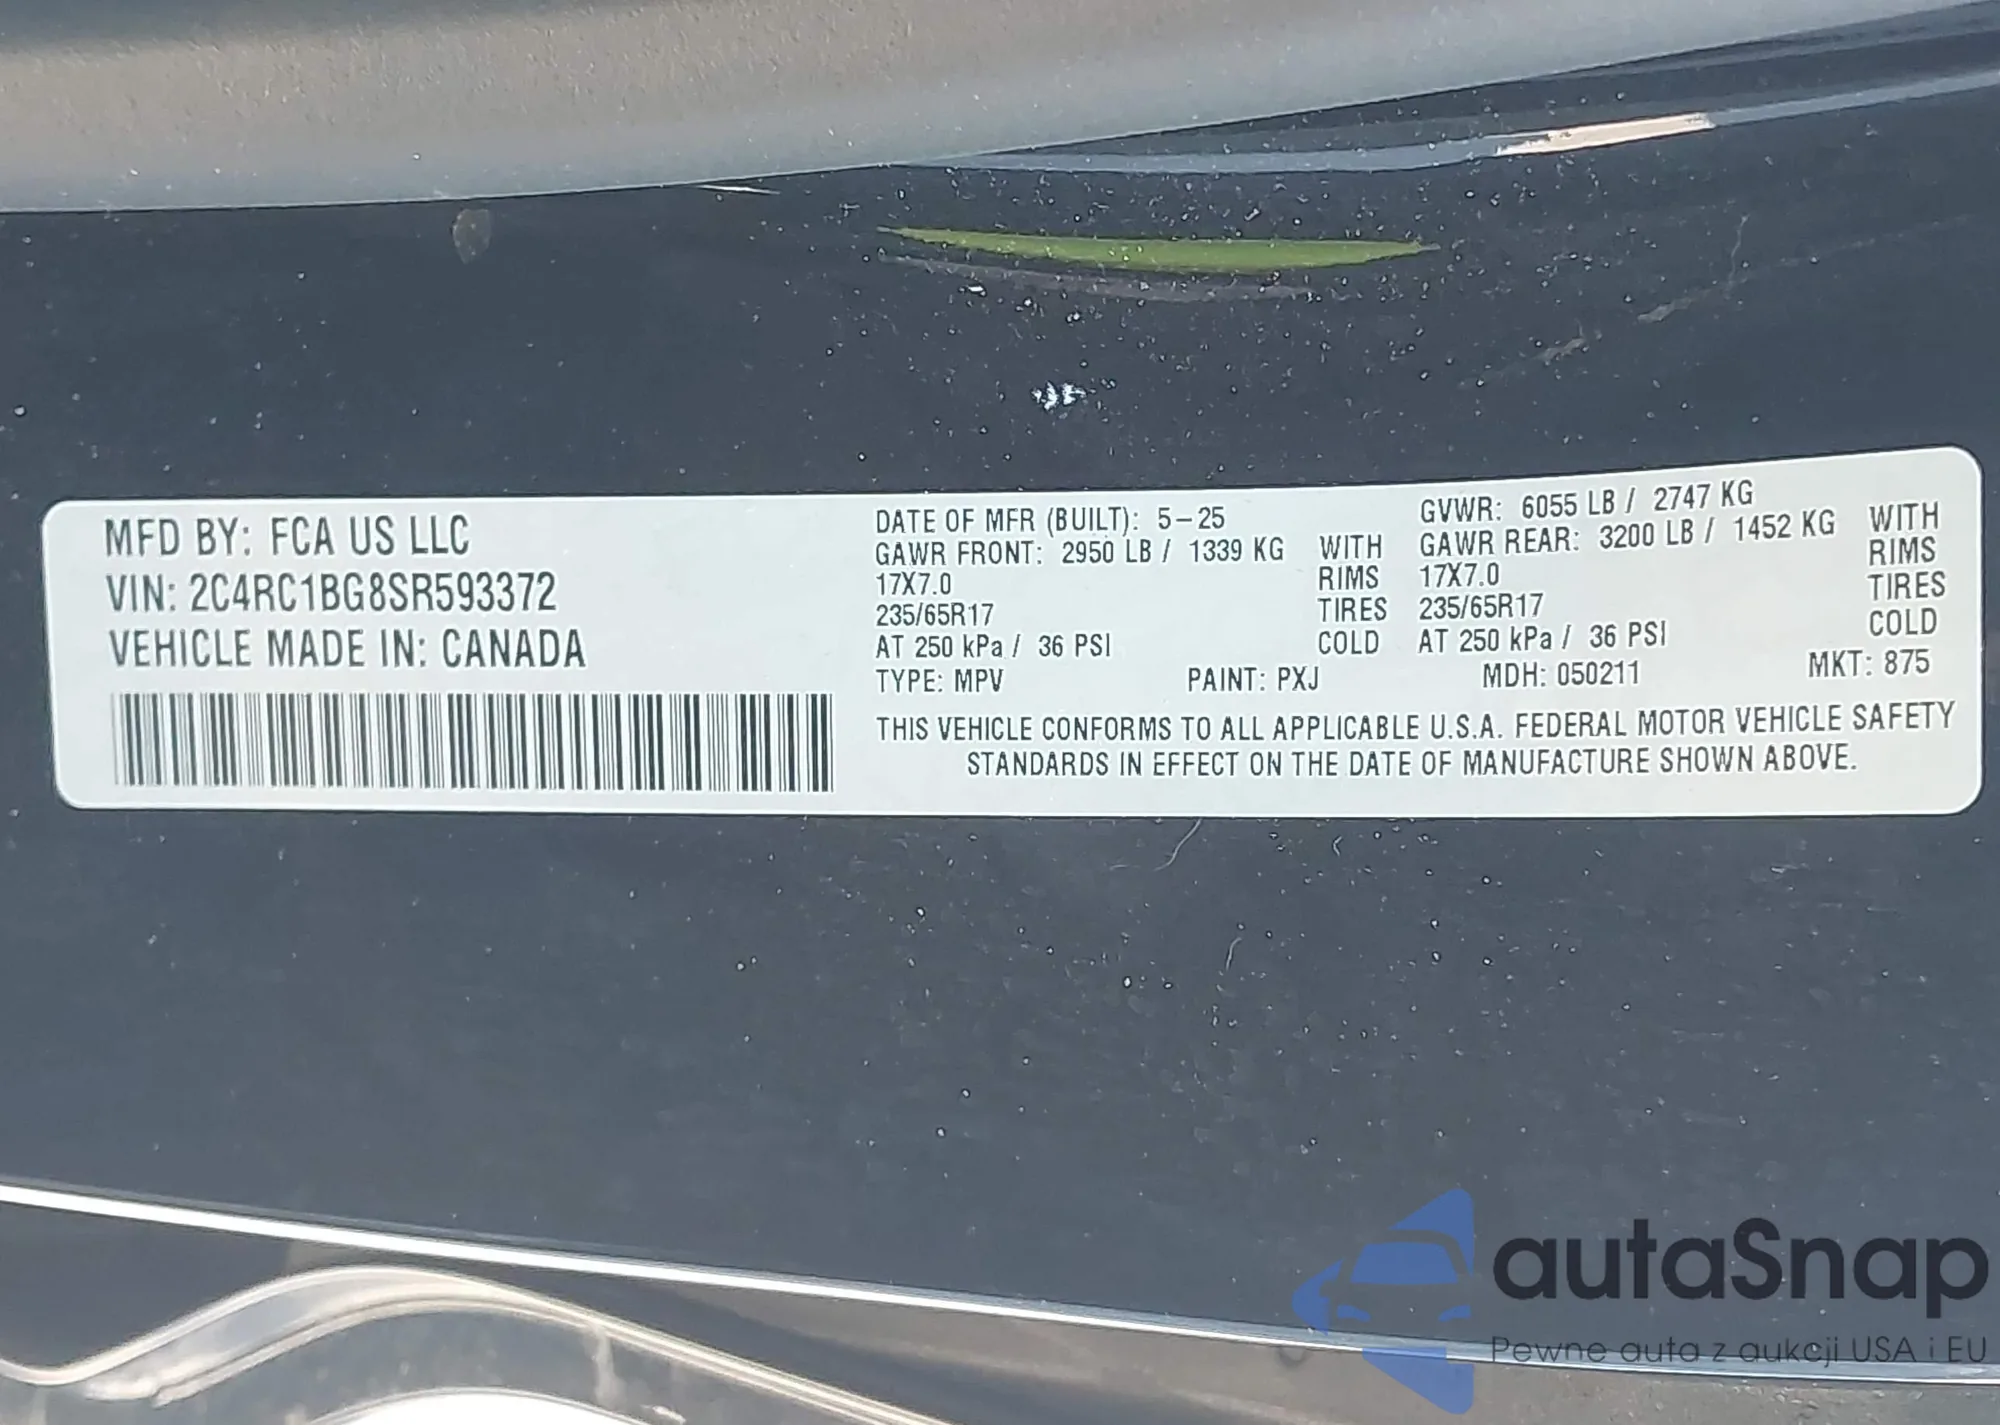 MFD BY: FCA US LLC
VIN: 2C4RC1BG8SR593372
VEHICLE MADE IN: CANADA
DATE OF MFR (BUILT): 5-25
GAWR FRONT: 2950 LB / 1339 KG WITH
17X7.0 RIMS
235/65R17 TIRES
AT 250 kPa / 36 PSI COLD
GVWR: 6055 LB / 2747 KG
GAWR REAR: 3200 LB / 1452 KG WITH
17X7.0 RIMS
235/65R17 TIRES
AT 250 kPa / 36 PSI COLD
TYPE: MPV PAINT: PXJ MDH: 050211 MKT: 875
THIS VEHICLE CONFORMS TO ALL APPLICABLE U.S.A. FEDERAL MOTOR VEHICLE SAFETY
STANDARDS IN EFFECT ON THE DATE OF MANUFACTURE SHOWN ABOVE.
autaSnap
Pewne auta z aukcji USA i EU